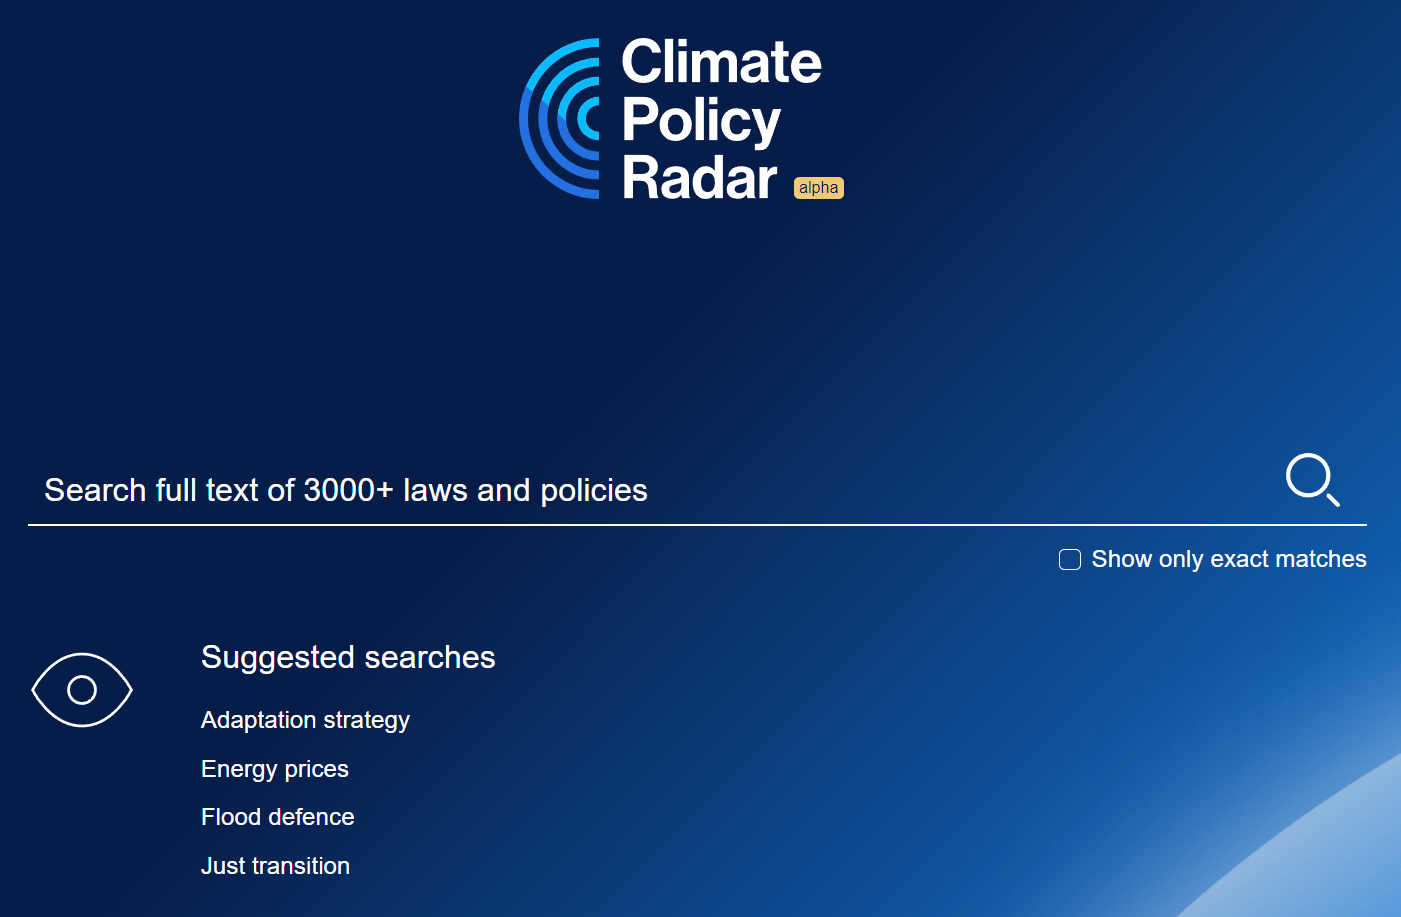 Climate
Policy
Radar alpha
Search full text of 3000+ laws and policies
Show only exact matches
Suggested searches
Adaptation strategy
Energy prices
Flood defence
Just transition